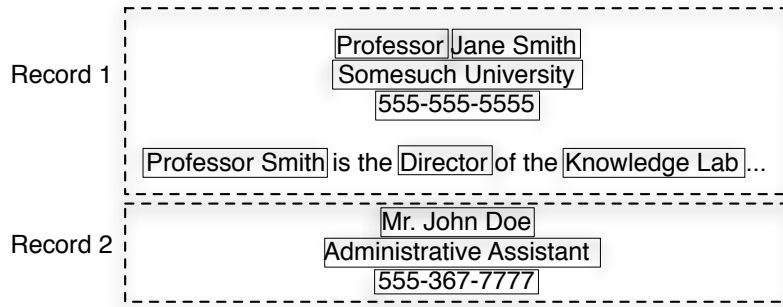 Professor Jane Smith
Record 1
Somesuch University
555-555-5555
Professor Smith is the Director of the Knowledge Lab ...
Mr. John Doe
Record 2
Administrative Assistant
555-367-7777